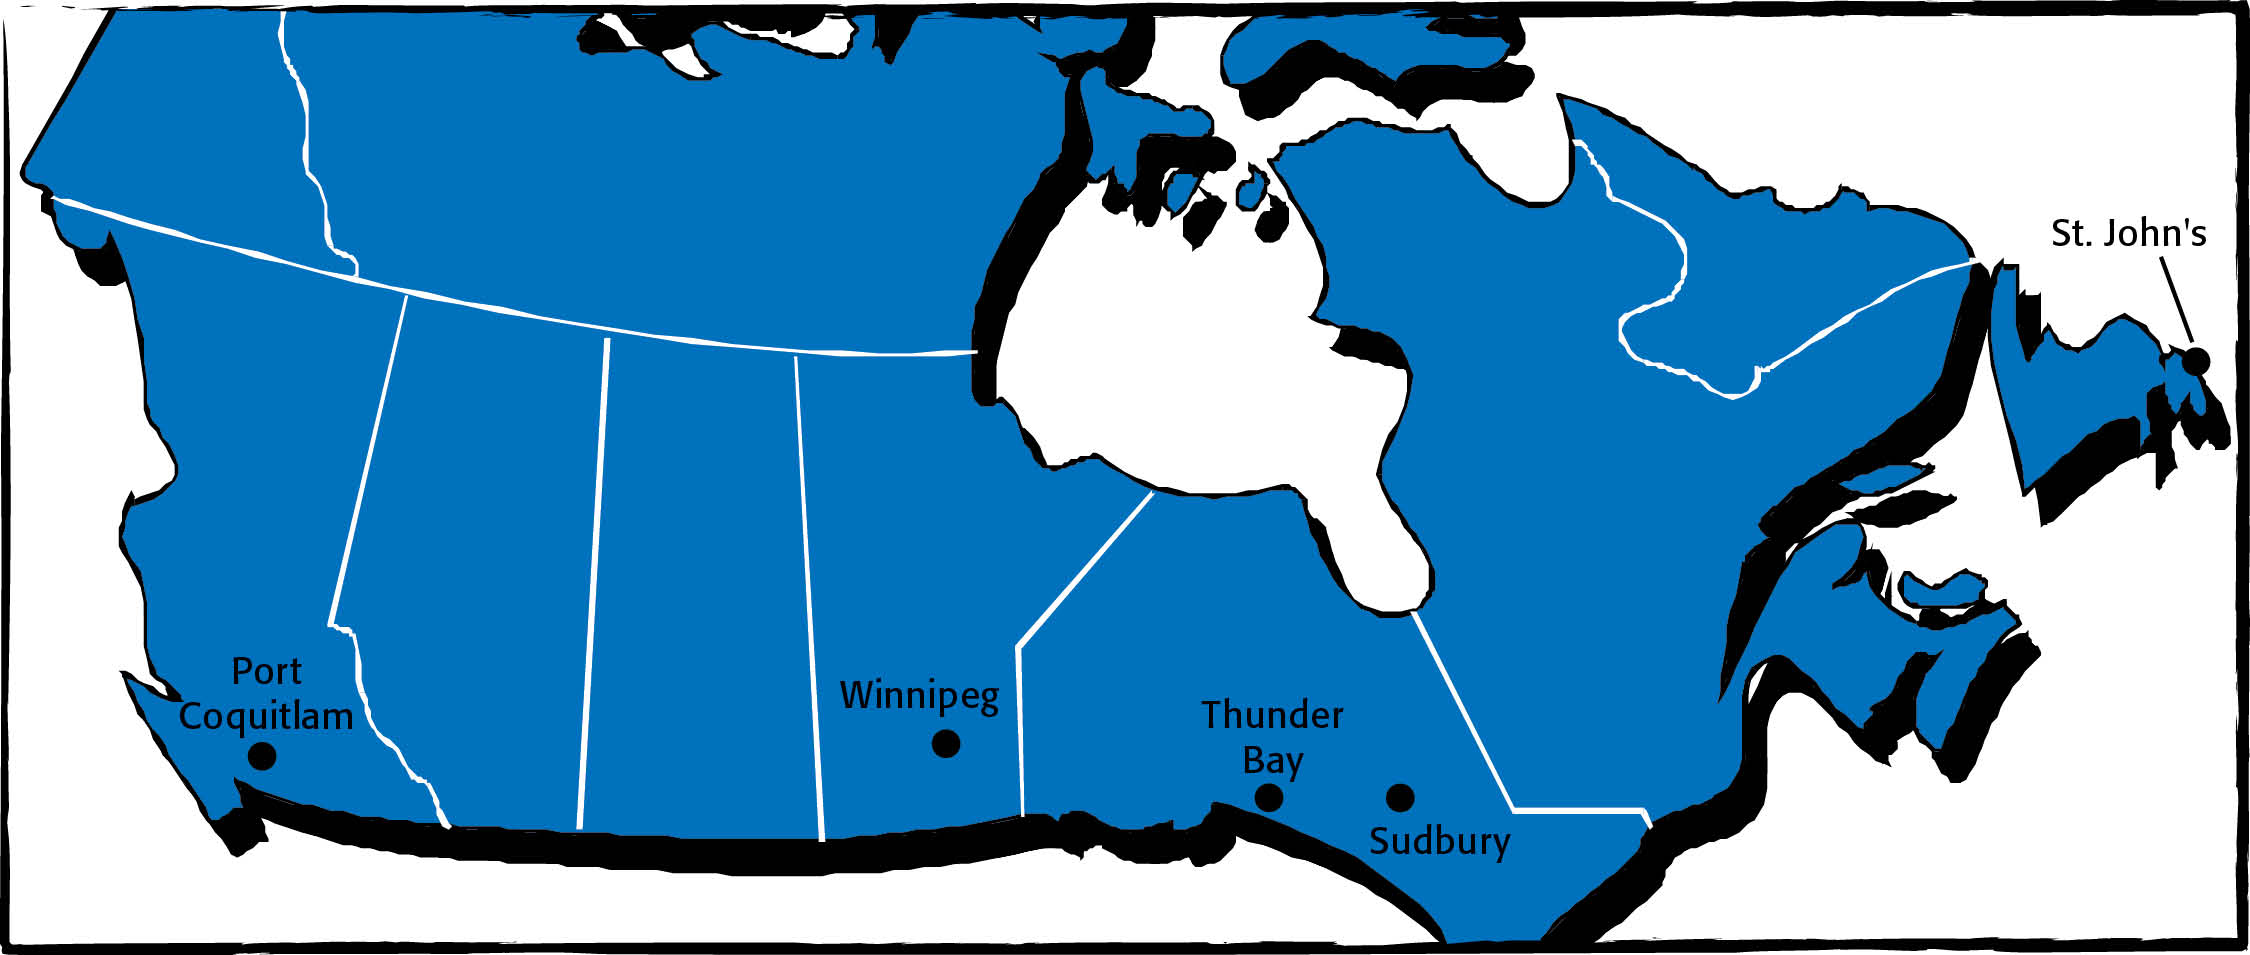 St. John's
Port
Coquitlam
Winnipeg
Thunder
Bay
Sudbury